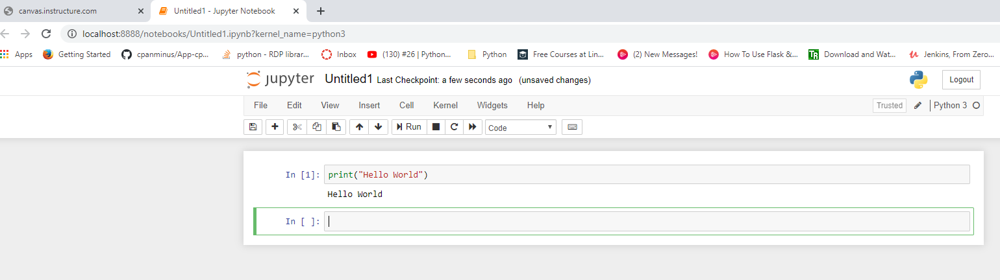 canvas.instructure.com
Untitled1 - Jupyter Notebook
localhost:8888/notebooks/Untitled1.ipynb?kernel_name=python3
Apps Getting Started cpanminus/App-cp... python - RDP librar... Inbox (130) #26 | Python... Python Free Courses at Lin... (2) New Messages! How To Use Flask &... TR Download and Wat... Jenkins, From Zero...
jupyter Untitled1 Last Checkpoint: a few seconds ago (unsaved changes) Logout
File Edit View Insert Cell Kernel Widgets Help Trusted Python 3
Run Code
In [1]: print("Hello World")
Hello World
In [ ]: